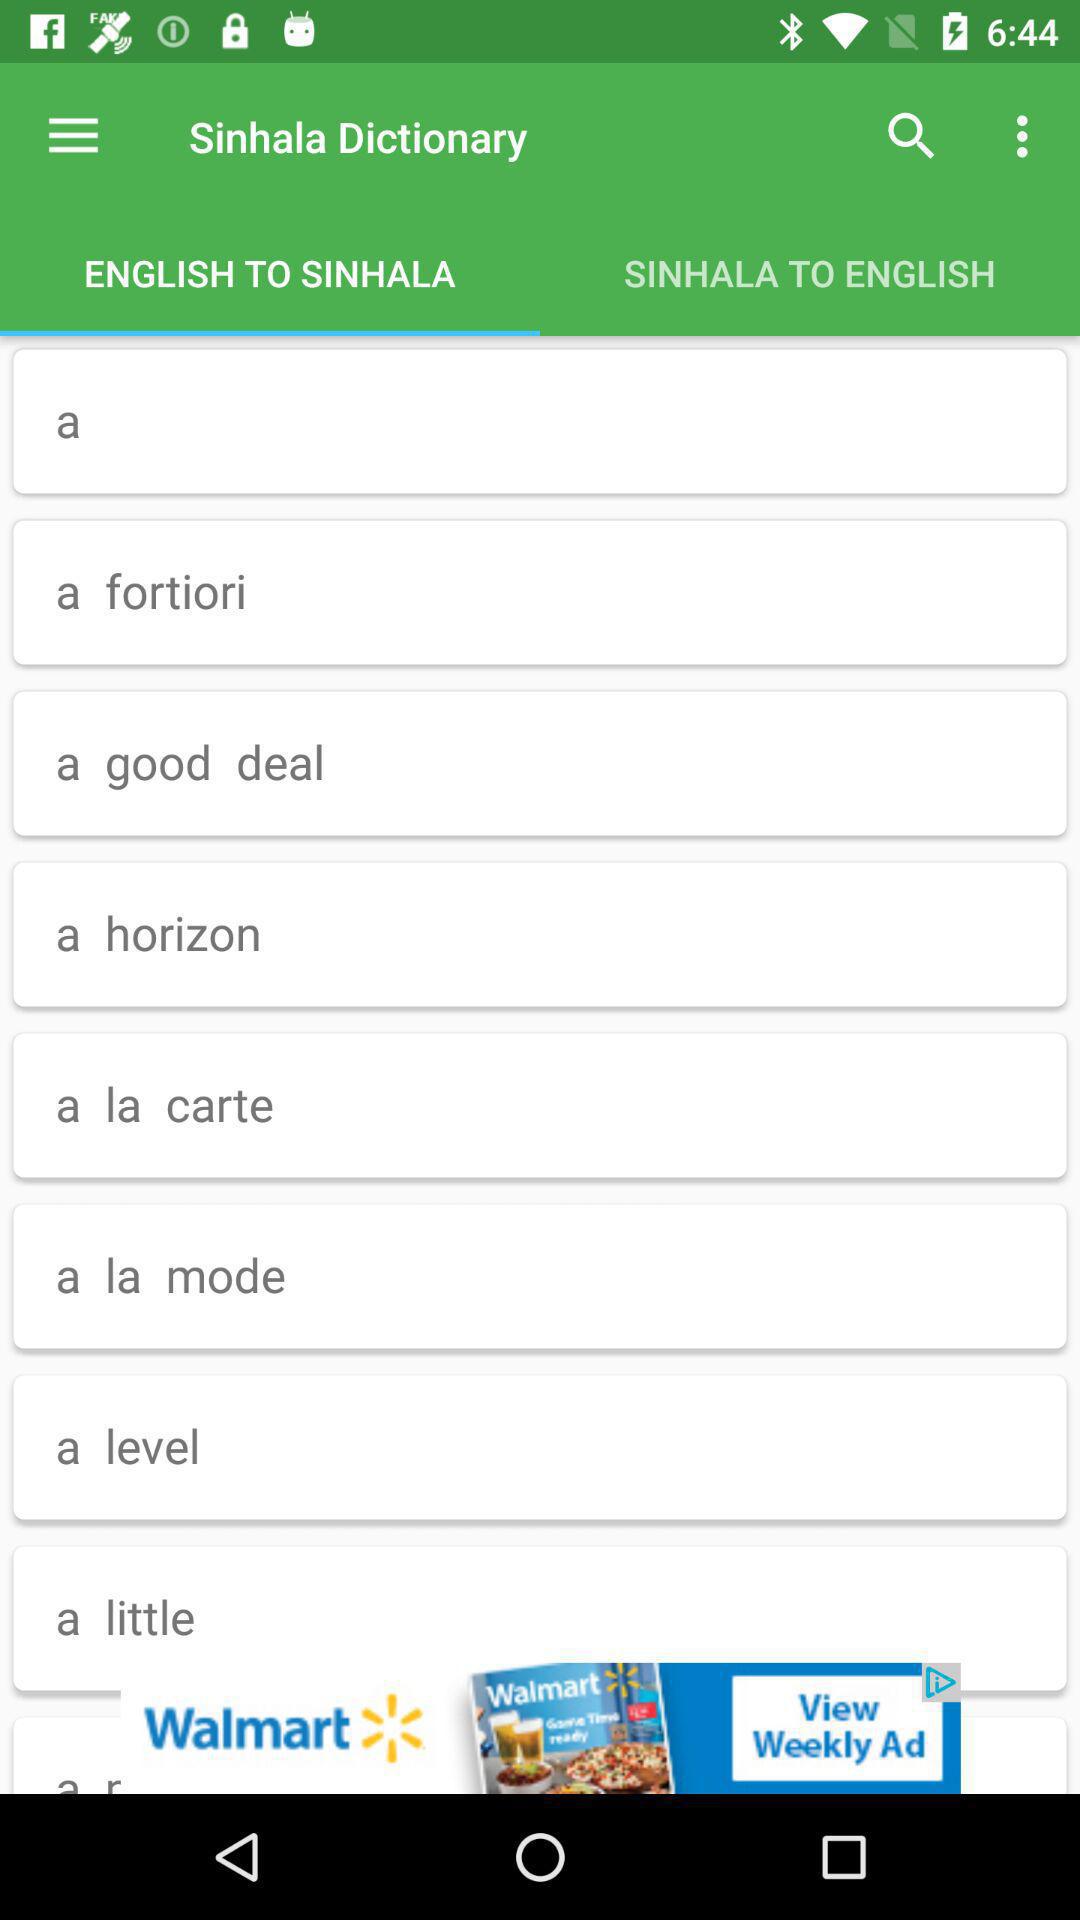 FAKE
6:44
Sinhala Dictionary
ENGLISH TO SINHALA
SINHALA TO ENGLISH
a
a fortiori
a good deal
a horizon
a la carte
a la mode
a level
a little
a
Walmart
Walmart
Game Time
ready
View
Weekly Ad